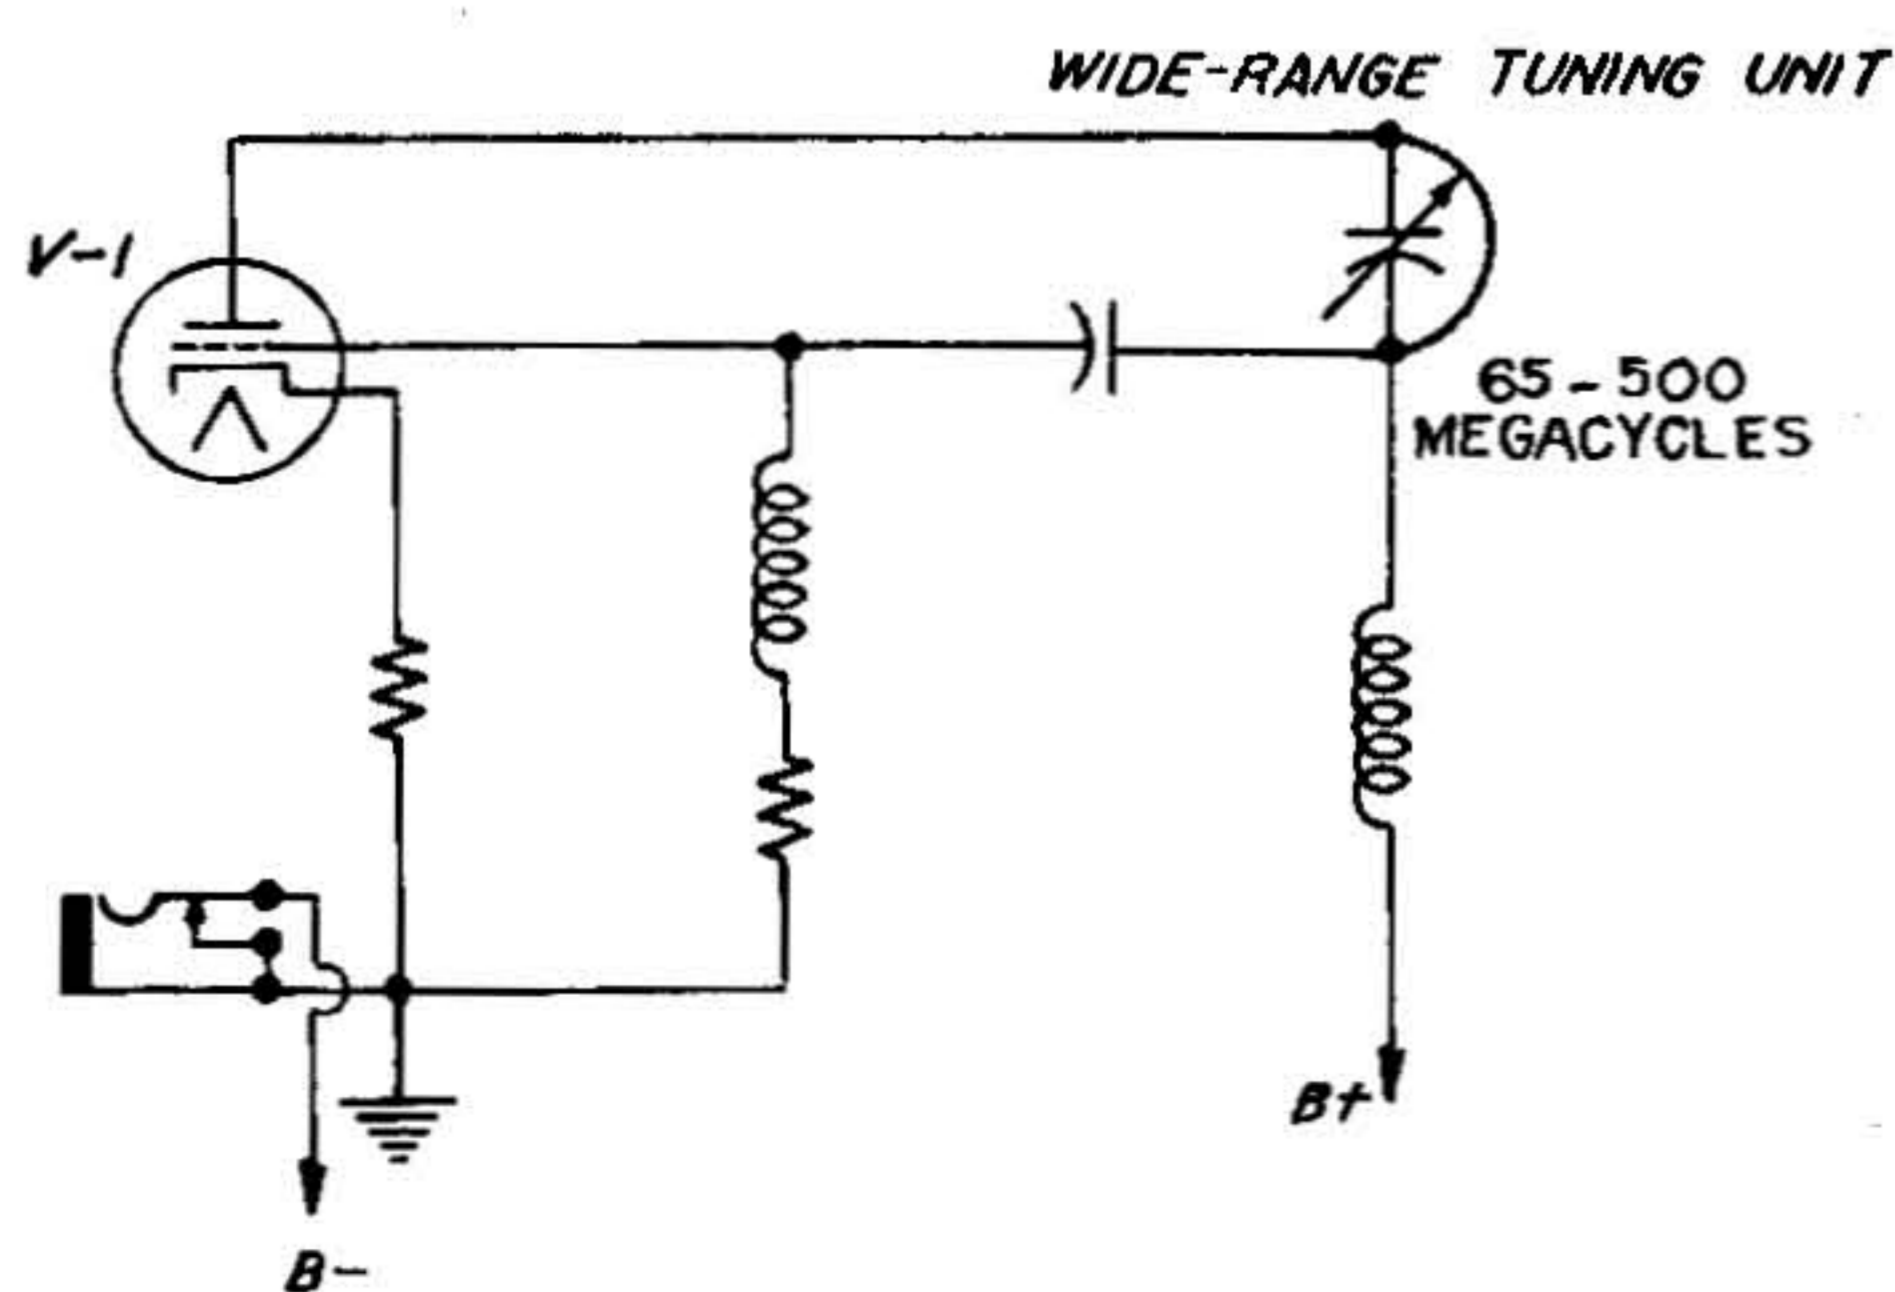 WIDE-RANGE TUNING UNIT
V-1
65-500
MEGACYCLES
B+
B-